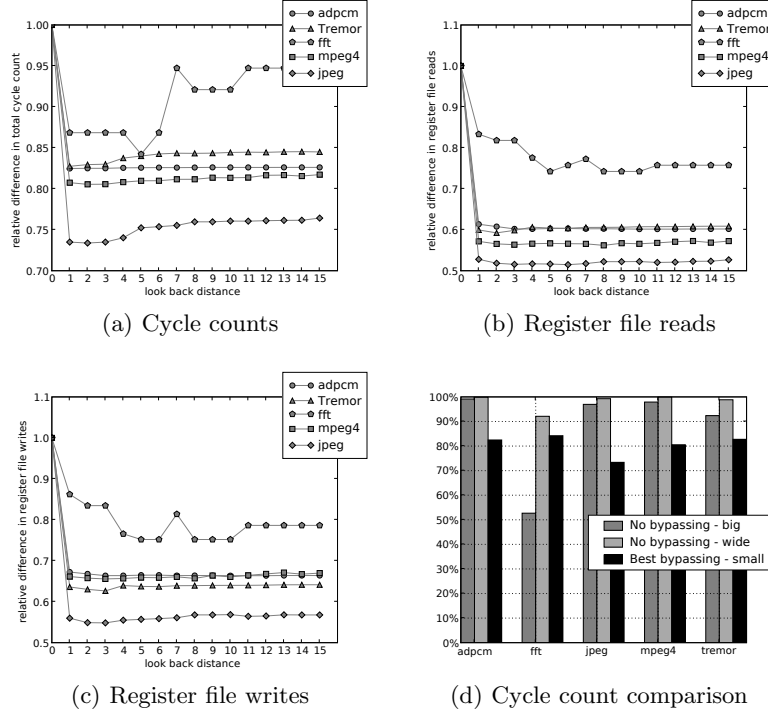 relative difference in total cycle count
1.00
0.95
0.90
0.85
0.80
0.75
0.70
0 1 2 3 4 5 6 7 8 9 10 11 12 13 14 15
look back distance
adpcm
Tremor
fft
mpeg4
jpeg
(a) Cycle counts
relative difference in register file reads
1.1
1.0
0.9
0.8
0.7
0.6
0.5
0 1 2 3 4 5 6 7 8 9 10 11 12 13 14 15
look back distance
adpcm
Tremor
fft
mpeg4
jpeg
(b) Register file reads
relative difference in register file writes
1.1
1.0
0.9
0.8
0.7
0.6
0.5
0 1 2 3 4 5 6 7 8 9 10 11 12 13 14 15
look back distance
adpcm
Tremor
fft
mpeg4
jpeg
(c) Register file writes
100%
90%
80%
70%
60%
50%
40%
30%
20%
10%
0%
adpcm fft jpeg mpeg4 tremor
No bypassing - big
No bypassing - wide
Best bypassing - small
(d) Cycle count comparison